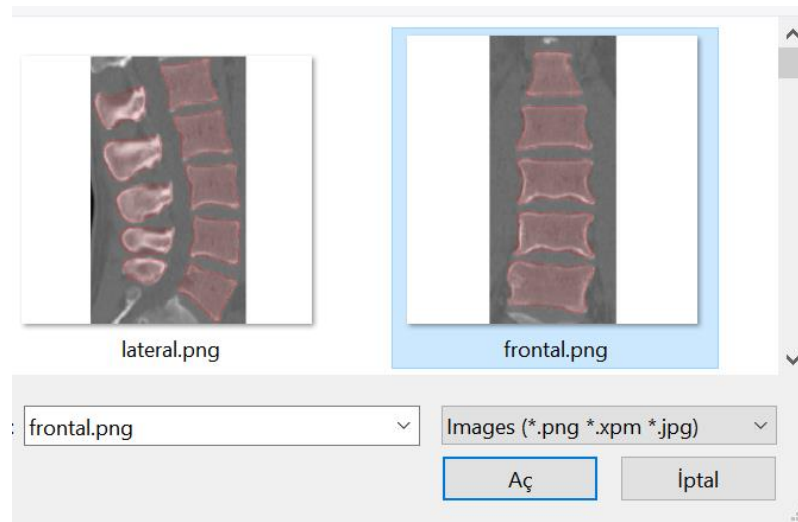 lateral.png
frontal.png
: frontal.png
Images (*.png *.xpm *.jpg)
Aç
İptal